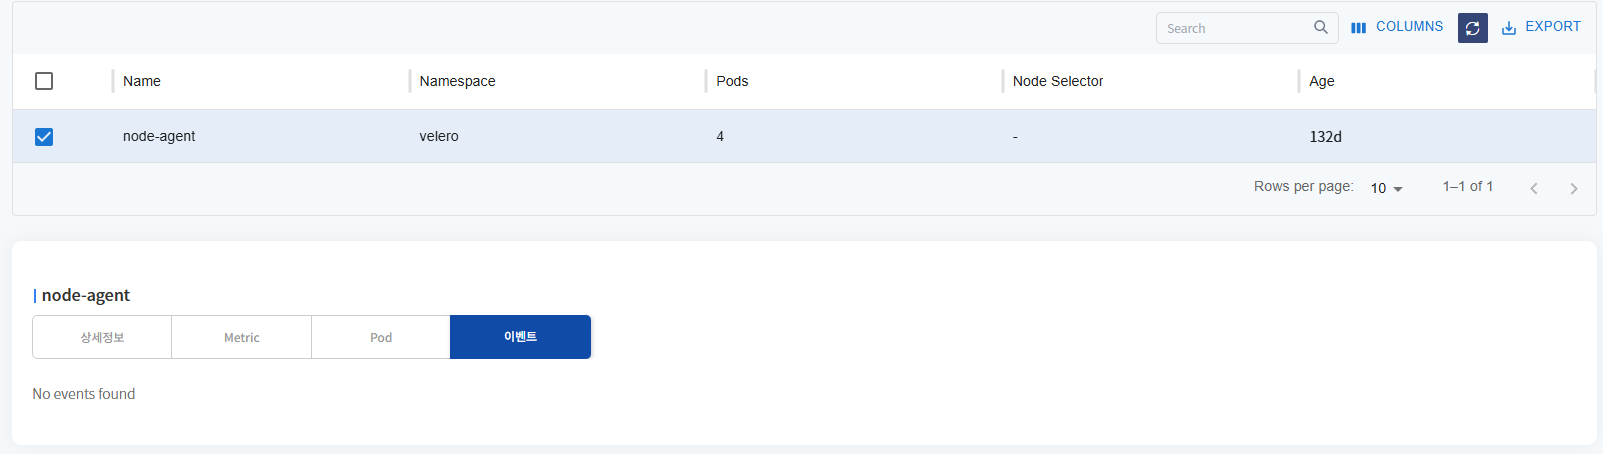 Search COLUMNS EXPORT
Name Namespace Pods Node Selector Age
node-agent velero 4 - 132d
Rows per page: 10 1–1 of 1
node-agent
상세정보 Metric Pod 이벤트
No events found